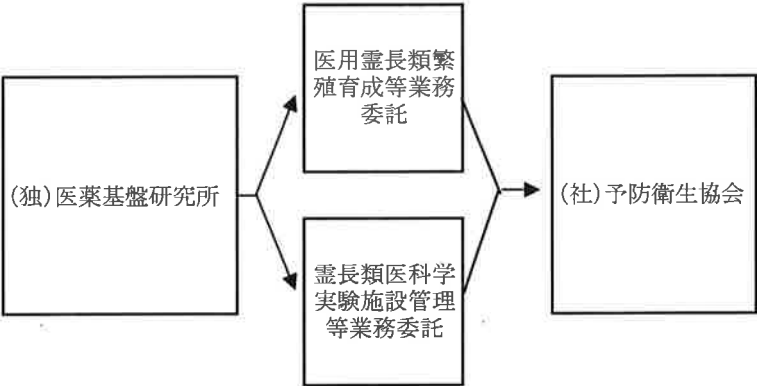 (独)医薬基盤研究所
医用霊長類繁
殖育成等業務
委託
霊長類医科学
実験施設管理
等業務委託
(社)予防衛生協会